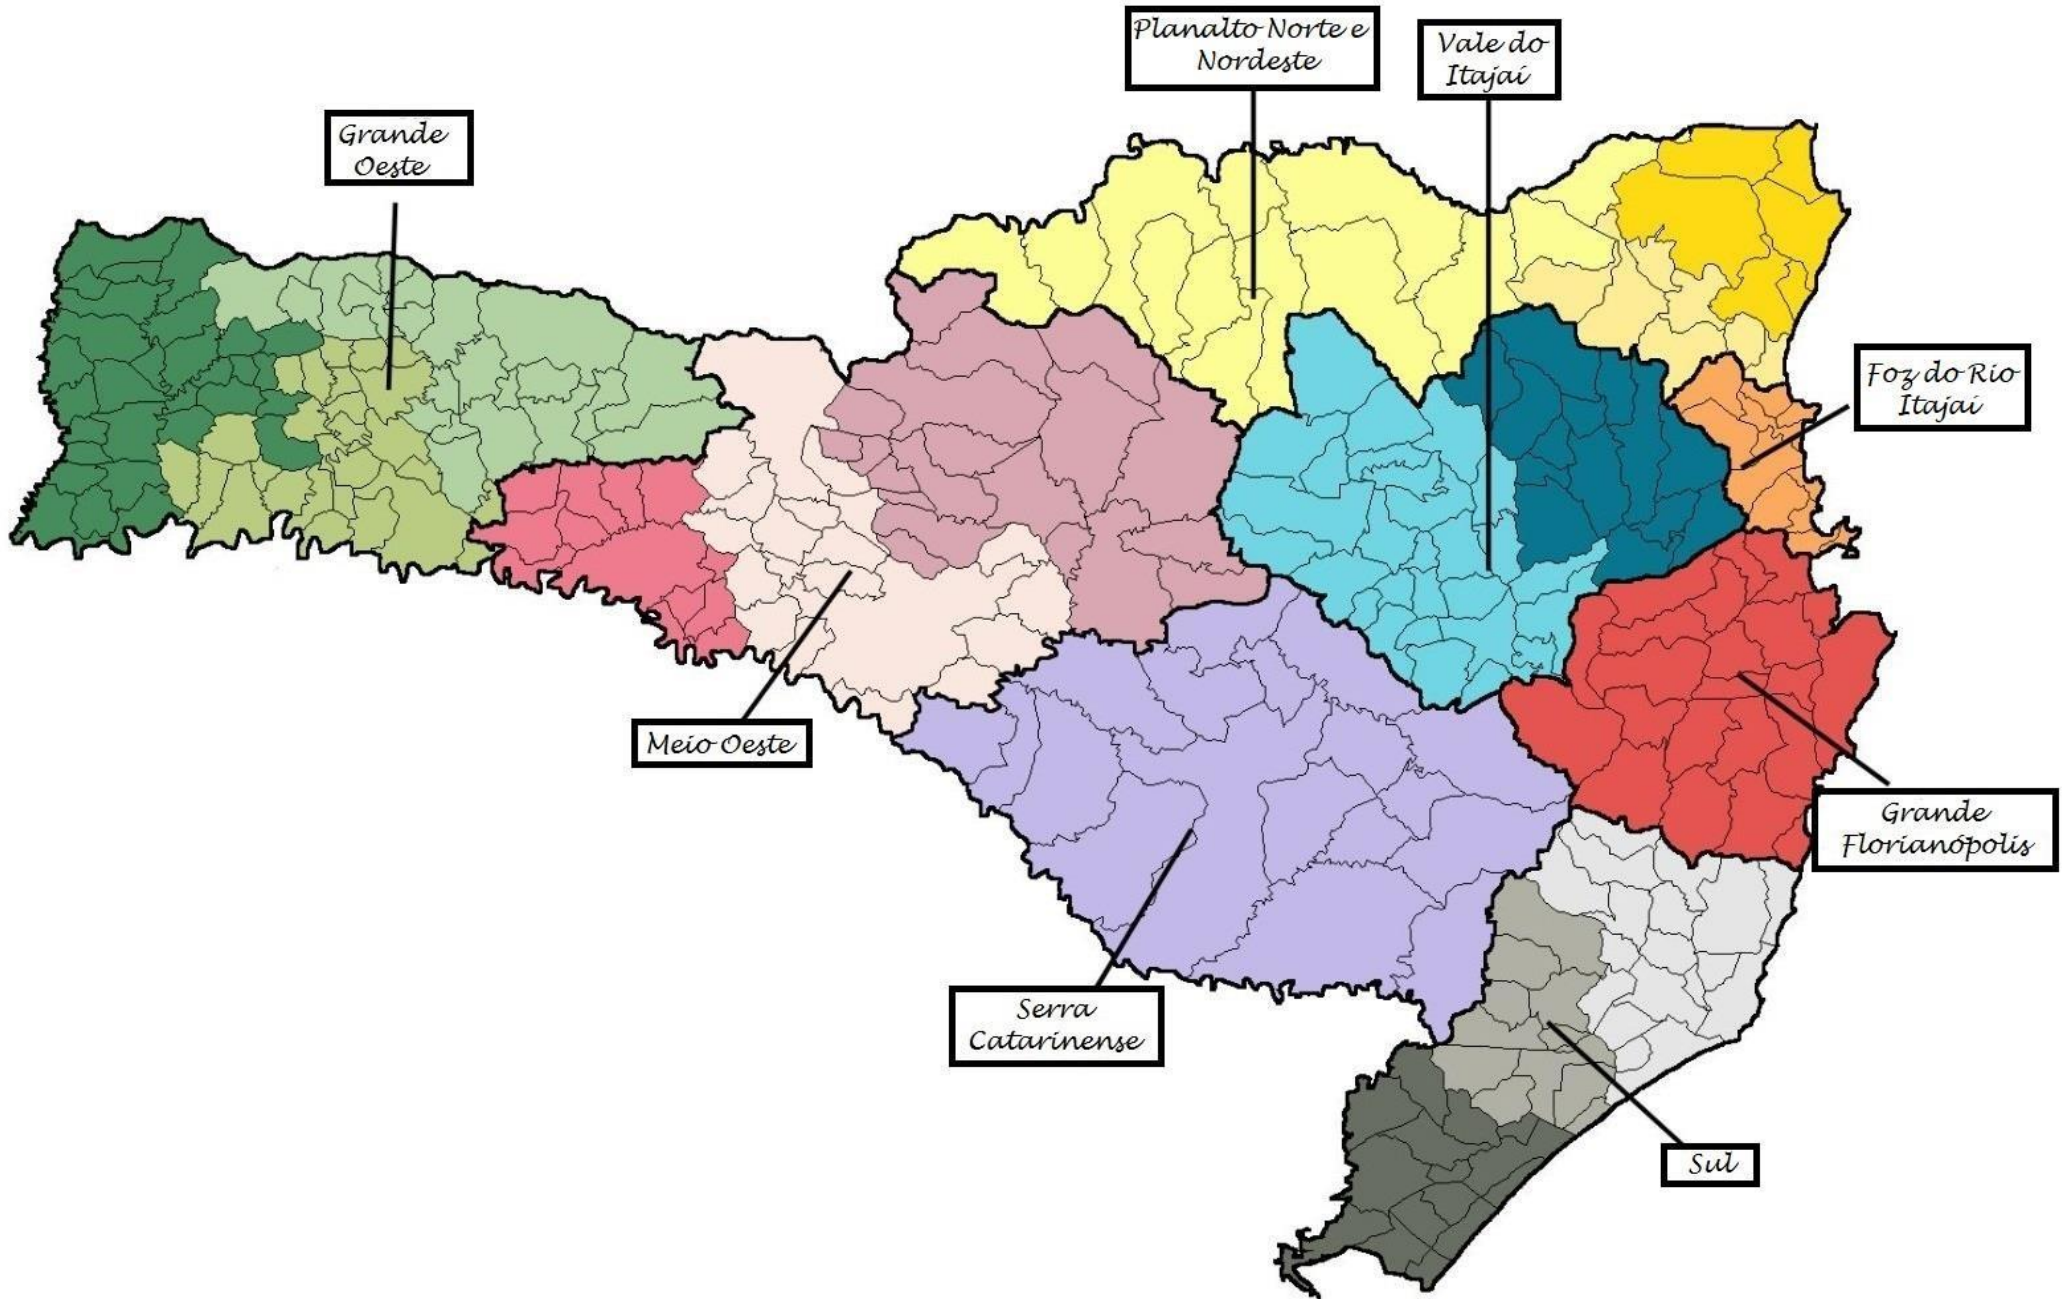 Planalto Norte e
Nordeste
Vale do
Itajaí
Grande
Oeste
Foz do Rio
Itajaí
Meio Oeste
Grande
Florianópolis
Serra
Catarinense
Sul